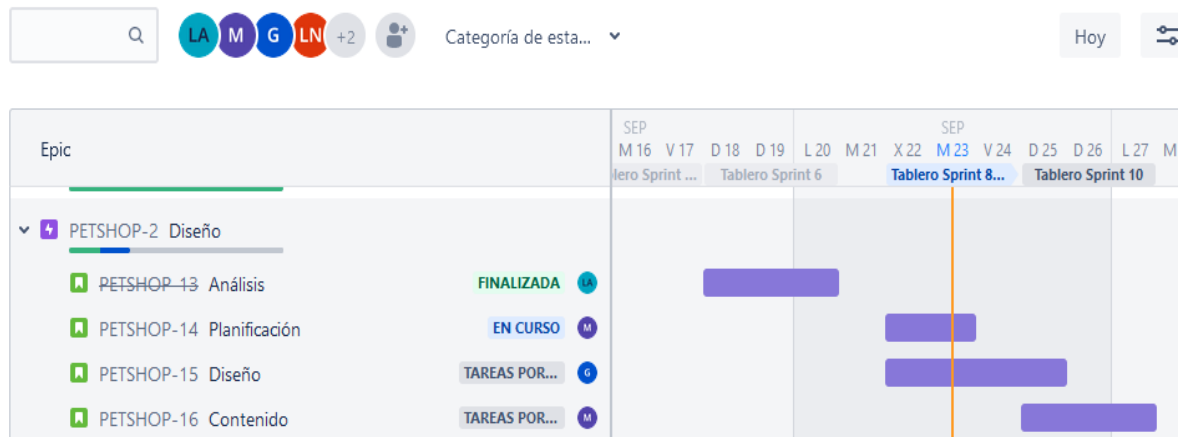 LA M G LN +2 Categoría de esta... Hoy
Epic
SEP SEP
M 16 V 17 D 18 D 19 L 20 M 21 X 22 M 23 V 24 D 25 D 26 L 27 M
lero Sprint ... Tablero Sprint 6 Tablero Sprint 8... Tablero Sprint 10
PETSHOP-2 Diseño
PETSHOP-13 Análisis FINALIZADA LA
PETSHOP-14 Planificación EN CURSO M
PETSHOP-15 Diseño TAREAS POR... G
PETSHOP-16 Contenido TAREAS POR... M